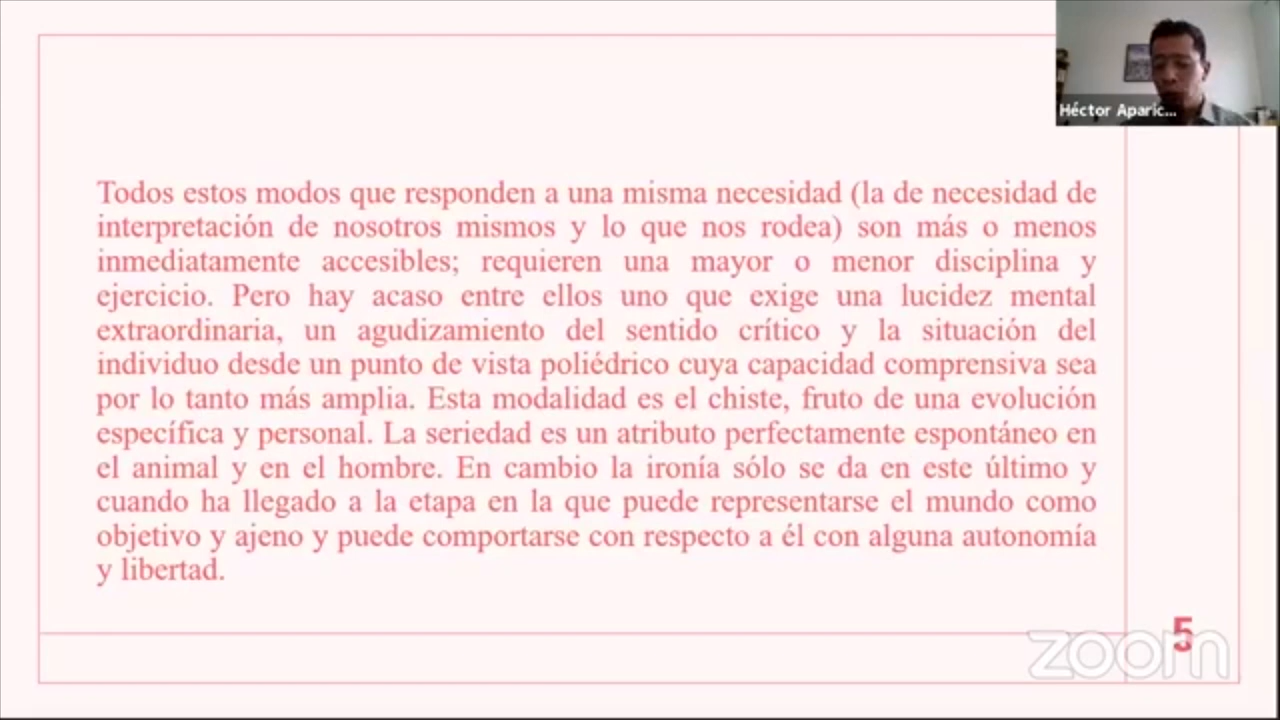 Héctor Aparic...
Todos estos modos que responden a una misma necesidad (la de necesidad de
interpretación de nosotros mismos y lo que nos rodea) son más o menos
inmediatamente accesibles; requieren una mayor o menor disciplina y
ejercicio. Pero hay acaso entre ellos uno que exige una lucidez mental
extraordinaria, un agudizamiento del sentido crítico y la situación del
individuo desde un punto de vista poliédrico cuya capacidad comprensiva sea
por lo tanto más amplia. Esta modalidad es el chiste, fruto de una evolución
específica y personal. La seriedad es un atributo perfectamente espontáneo en
el animal y en el hombre. En cambio la ironía sólo se da en este último y
cuando ha llegado a la etapa en la que puede representarse el mundo como
objetivo y ajeno y puede comportarse con respecto a él con alguna autonomía
y libertad.
5
zoom